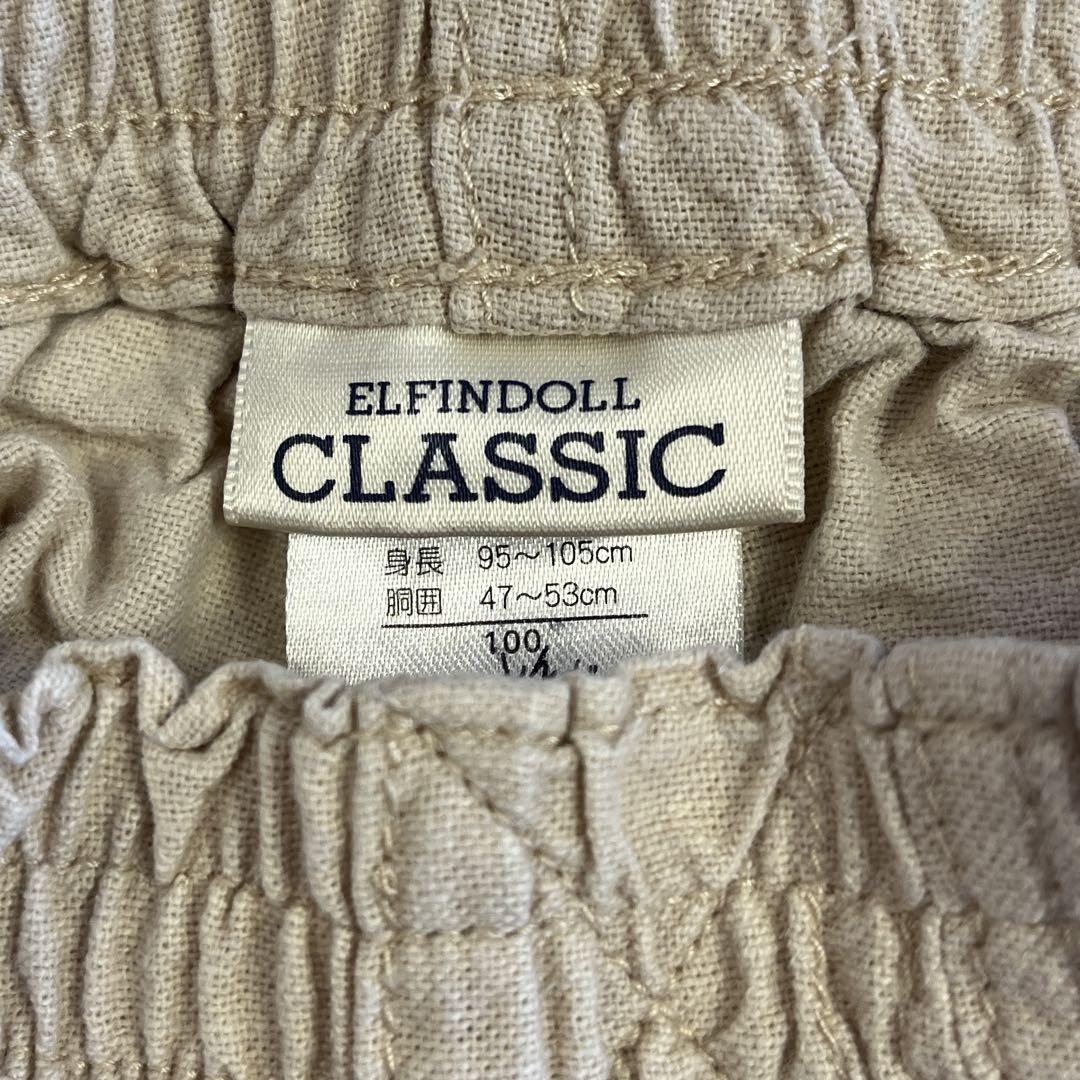 ELFINDOLL
CLASSIC
身長 95～105cm
胴囲 47～53cm
100